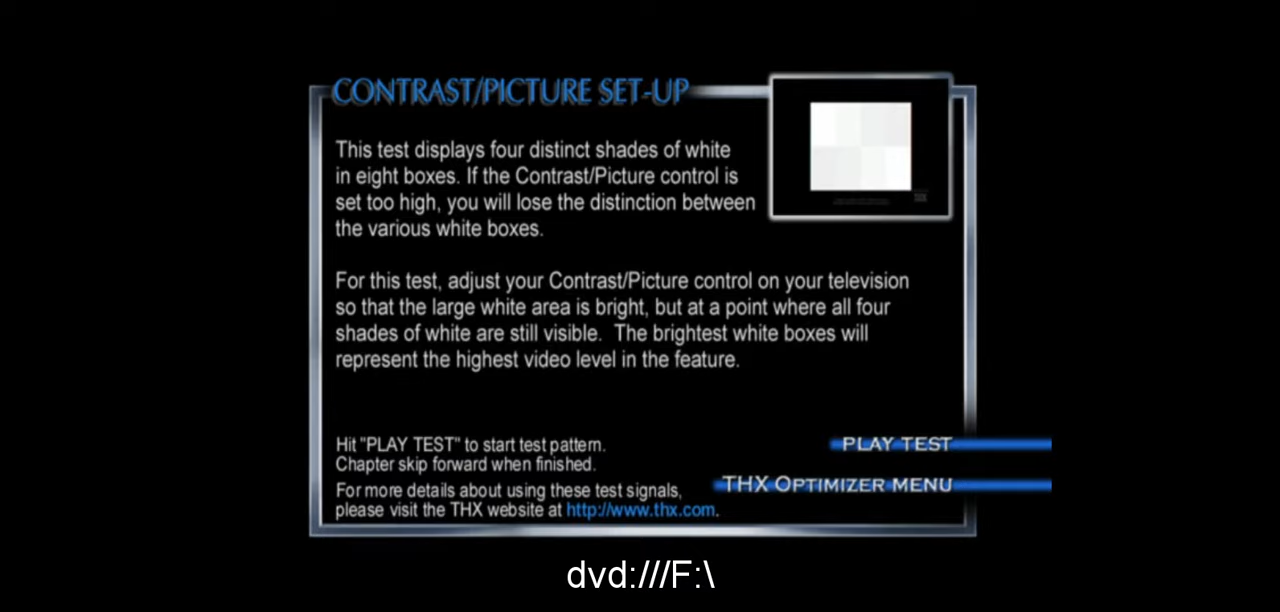 CONTRAST/PICTURE SET-UP
This test displays four distinct shades of white
in eight boxes. If the Contrast/Picture control is
set too high, you will lose the distinction between
the various white boxes.
For this test, adjust your Contrast/Picture control on your television
so that the large white area is bright, but at a point where all four
shades of white are still visible.  The brightest white boxes will
represent the highest video level in the feature.
Hit "PLAY TEST" to start test pattern.
Chapter skip forward when finished.
For more details about using these test signals,
please visit the THX website at http://www.thx.com.
PLAY TEST
THX OPTIMIZER MENU
dvd:///F:\